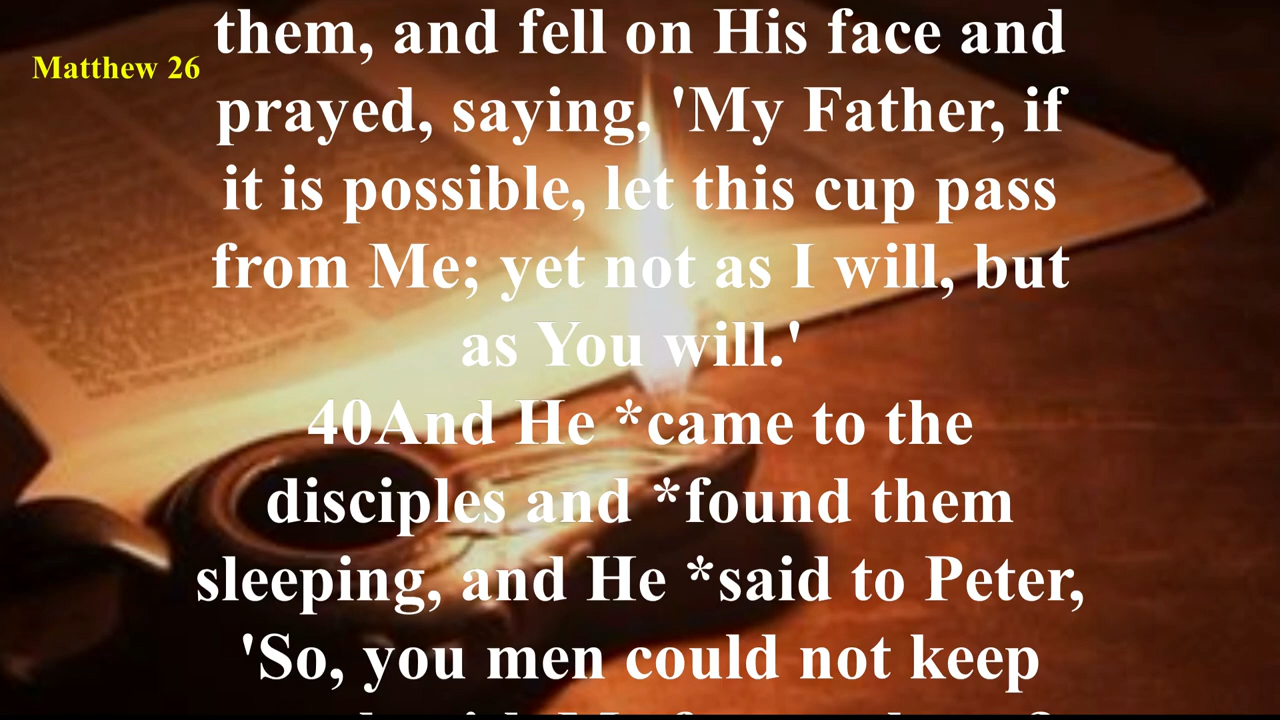 them, and fell on His face and
Matthew 26
prayed, saying, 'My Father, if
it is possible, let this cup pass
from Me; yet not as I will, but
as You will.'
40And He *came to the
disciples and *found them
sleeping, and He *said to Peter,
'So, you men could not keep